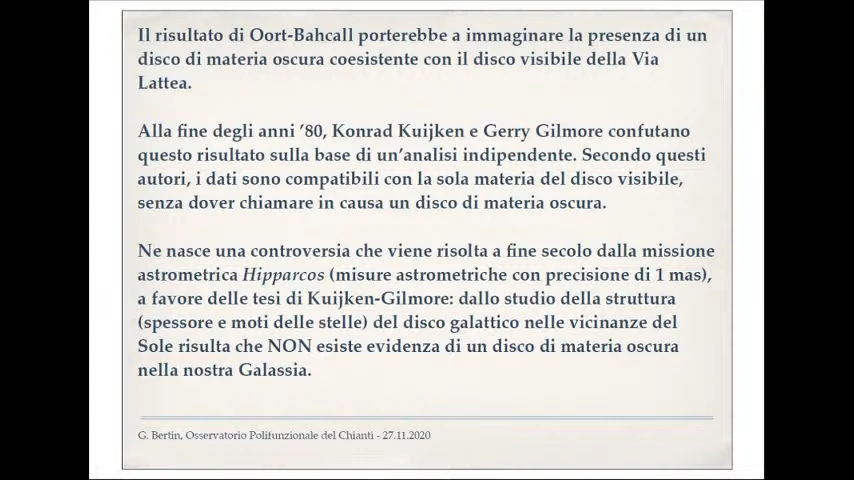 Il risultato di Oort-Bahcall porterebbe a immaginare la presenza di un
disco di materia oscura coesistente con il disco visibile della Via
Lattea.
Alla fine degli anni ’80, Konrad Kuijken e Gerry Gilmore confutano
questo risultato sulla base di un’analisi indipendente. Secondo questi
autori, i dati sono compatibili con la sola materia del disco visibile,
senza dover chiamare in causa un disco di materia oscura.
Ne nasce una controversia che viene risolta a fine secolo dalla missione
astrometrica Hipparcos (misure astrometriche con precisione di 1 mas),
a favore delle tesi di Kuijken-Gilmore: dallo studio della struttura
(spessore e moti delle stelle) del disco galattico nelle vicinanze del
Sole risulta che NON esiste evidenza di un disco di materia oscura
nella nostra Galassia.
G. Bertin, Osservatorio Polifunzionale del Chianti - 27.11.2020